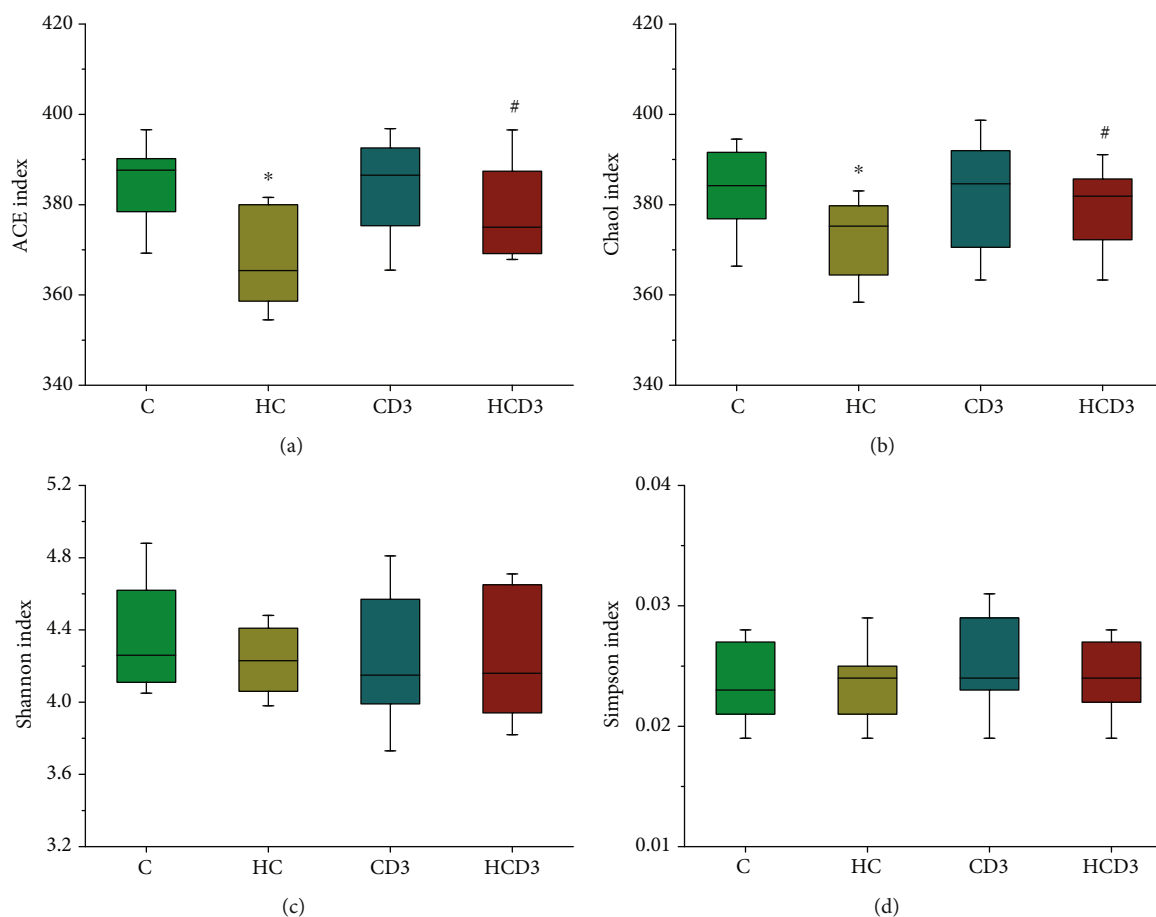 420
400
380
360
340
ACE index
*
#
C HC CD3 HCD3
(a)
420
400
380
360
340
Chaol index
*
#
C HC CD3 HCD3
(b)
5.2
4.8
4.4
4.0
3.6
3.2
Shannon index
C HC CD3 HCD3
(c)
0.04
0.03
0.02
0.01
Simpson index
C HC CD3 HCD3
(d)